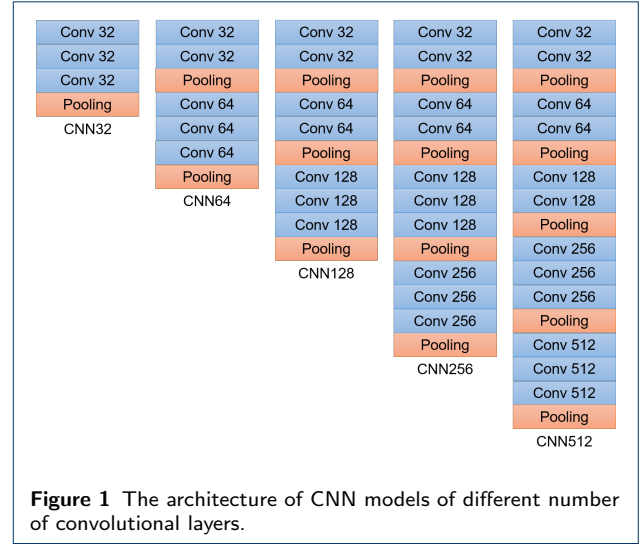 Conv 32
Conv 32
Conv 32
Pooling
CNN32
Conv 32
Conv 32
Pooling
Conv 64
Conv 64
Conv 64
Pooling
CNN64
Conv 32
Conv 32
Pooling
Conv 64
Conv 64
Pooling
Conv 128
Conv 128
Conv 128
Pooling
CNN128
Conv 32
Conv 32
Pooling
Conv 64
Conv 64
Pooling
Conv 128
Conv 128
Conv 128
Pooling
Conv 256
Conv 256
Conv 256
Pooling
CNN256
Conv 32
Conv 32
Pooling
Conv 64
Conv 64
Pooling
Conv 128
Conv 128
Pooling
Conv 256
Conv 256
Conv 256
Pooling
Conv 512
Conv 512
Conv 512
Pooling
CNN512
Figure 1 The architecture of CNN models of different number
of convolutional layers.